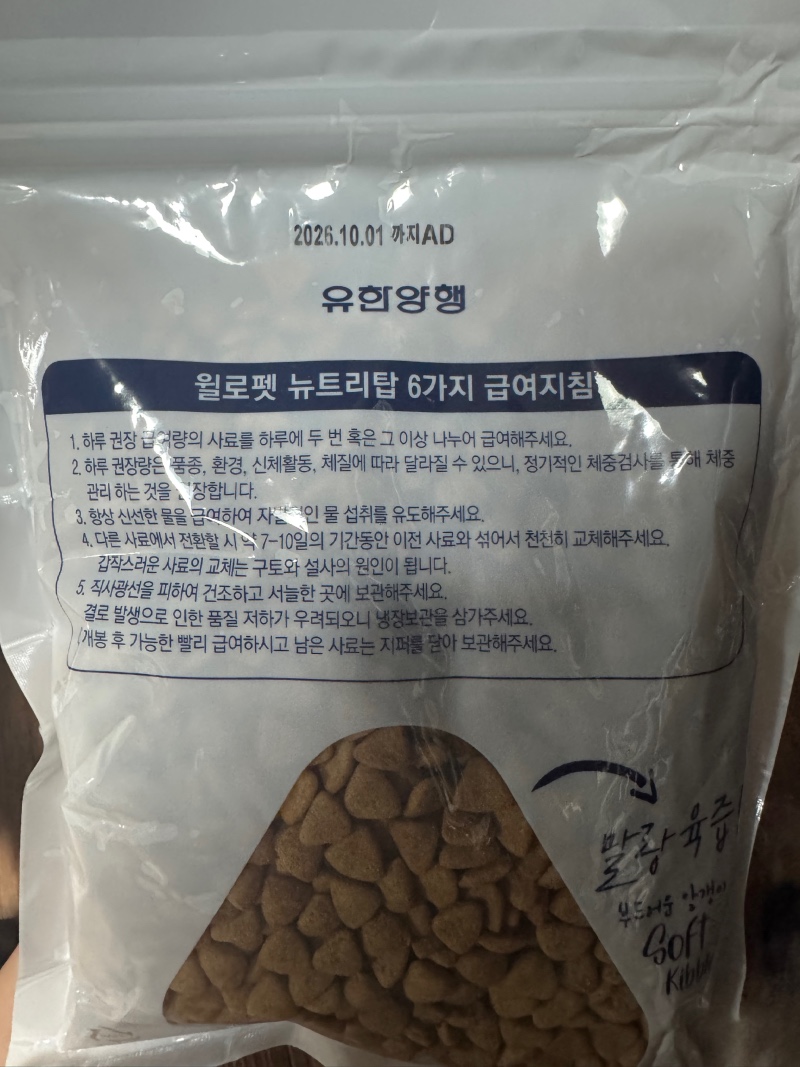 2026.10.01 까지AD
유한양행
윌로펫 뉴트리탑 6가지 급여지침
1. 하루 권장 급여량의 사료를 하루에 두 번 혹은 그 이상 나누어 급여해주세요.
2. 하루 권장량은 품종, 환경, 신체활동, 체질에 따라 달라질 수 있으니, 정기적인 체중검사를 통해 체중
관리 하는 것을 권장합니다.
3. 항상 신선한 물을 급여하여 자발적인 물 섭취를 유도해주세요.
4. 다른 사료에서 전환할 시 약 7-10일의 기간동안 이전 사료와 섞어서 천천히 교체해주세요.
갑작스러운 사료의 교체는 구토와 설사의 원인이 됩니다.
5. 직사광선을 피하여 건조하고 서늘한 곳에 보관해주세요.
결로 발생으로 인한 품질 저하가 우려되오니 냉장보관을 삼가주세요.
개봉 후 가능한 빨리 급여하시고 남은 사료는 지퍼를 닫아 보관해주세요.
말랑 육즙
부드러운 알갱이
Soft